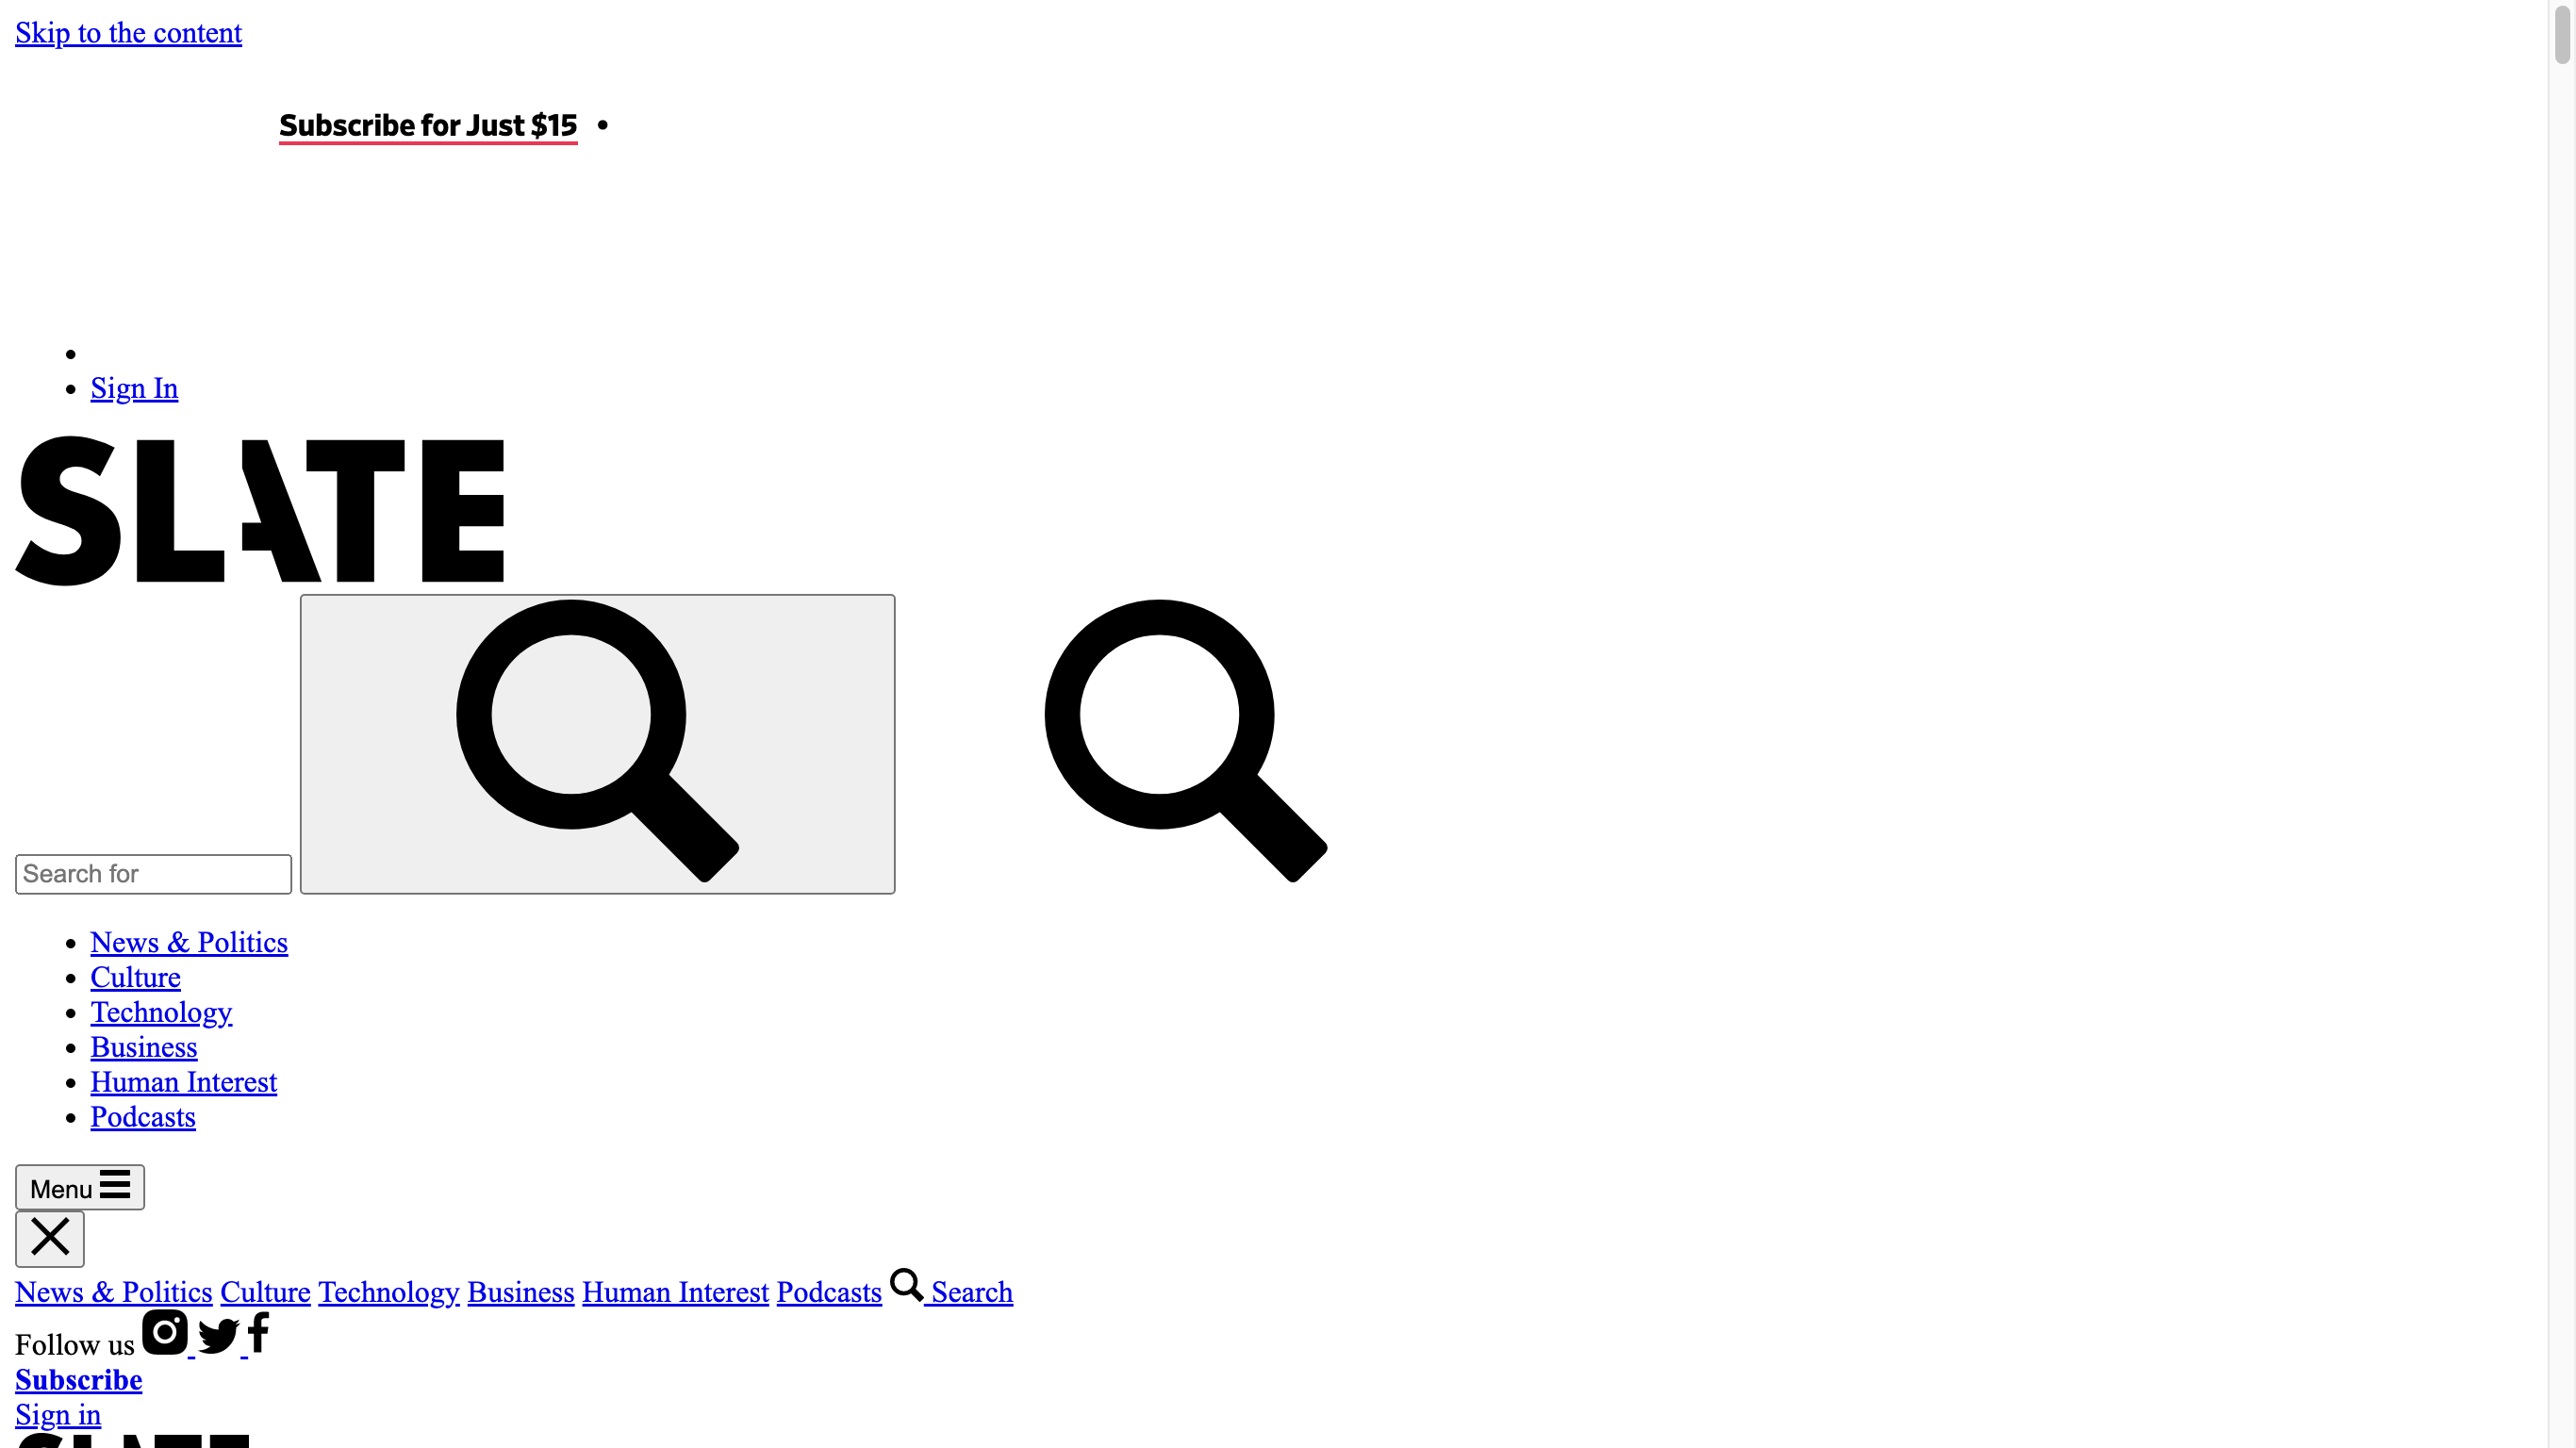 Skip to the content
Subscribe for Just $15 •
Sign In
SLATE
Search for
News & Politics
Culture
Technology
Business
Human Interest
Podcasts
Menu
News & Politics Culture Technology Business Human Interest Podcasts Search
Follow us
Subscribe
Sign in
SLATE